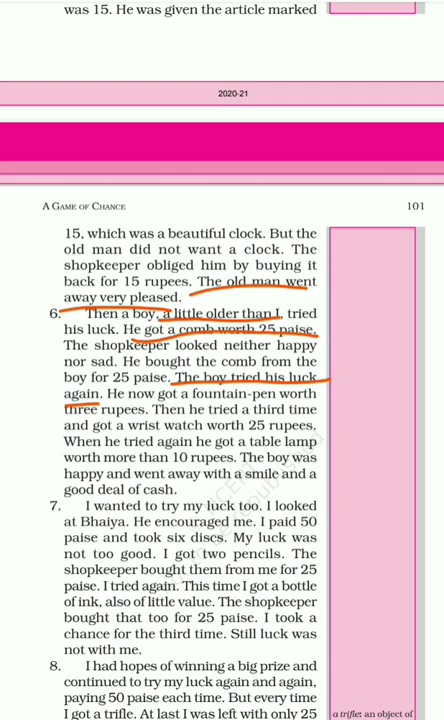 was 15. He was given the article marked
2020-21
A GAME OF CHANCE
101
15, which was a beautiful clock. But the
old man did not want a clock. The
shopkeeper obliged him by buying it
back for 15 rupees. The old man went
away very pleased.
6. Then a boy, a little older than I, tried
his luck. He got a comb worth 25 paise.
The shopkeeper looked neither happy
nor sad. He bought the comb from the
boy for 25 paise. The boy tried his luck
again. He now got a fountain-pen worth
three rupees. Then he tried a third time
and got a wrist watch worth 25 rupees.
When he tried again he got a table lamp
worth more than 10 rupees. The boy was
happy and went away with a smile and a
good deal of cash.
7. I wanted to try my luck too. I looked
at Bhaiya. He encouraged me. I paid 50
paise and took six discs. My luck was
not too good. I got two pencils. The
shopkeeper bought them from me for 25
paise. I tried again. This time I got a bottle
of ink, also of little value. The shopkeeper
bought that too for 25 paise. I took a
chance for the third time. Still luck was
not with me.
8. I had hopes of winning a big prize and
continued to try my luck again and again,
paying 50 paise each time. But every time
I got a trifle. At last I was left with only 25
a trifle: an object of